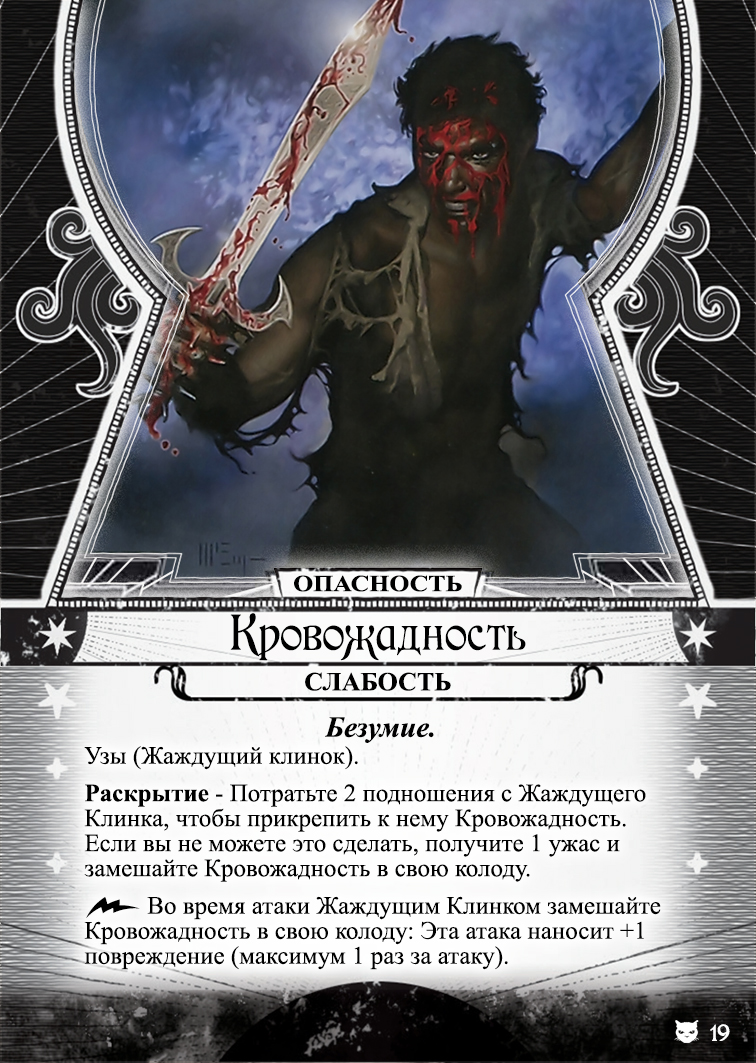 ОПАСНОСТЬ
Кровожадность
СЛАБОСТЬ
Безумие.
Узы (Жаждущий клинок).
Раскрытие - Потратьте 2 подношения с Жаждущего
Клинка, чтобы прикрепить к нему Кровожадность.
Если вы не можете это сделать, получите 1 ужас и
замешайте Кровожадность в свою колоду.
Во время атаки Жаждущим Клинком замешайте
Кровожадность в свою колоду: Эта атака наносит +1
повреждение (максимум 1 раз за атаку).
19